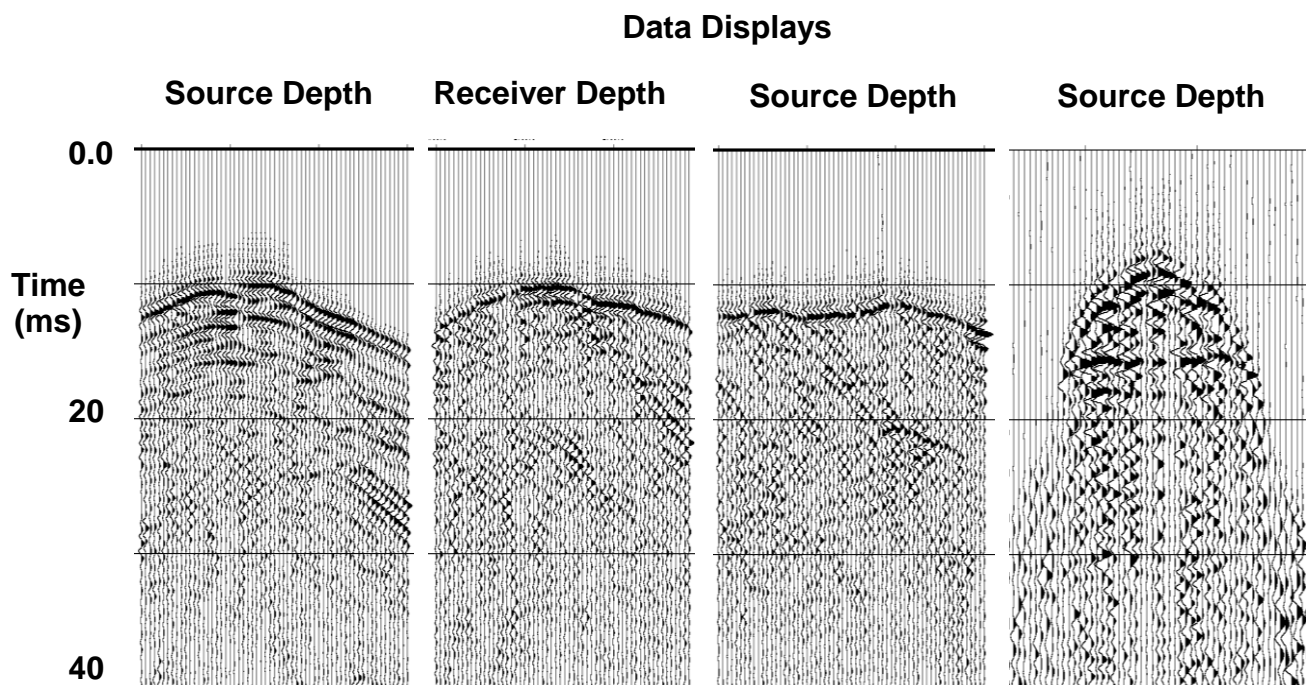 Data Displays
Source Depth
Receiver Depth
Source Depth
Source Depth
0.0
Time
(ms)
20
40